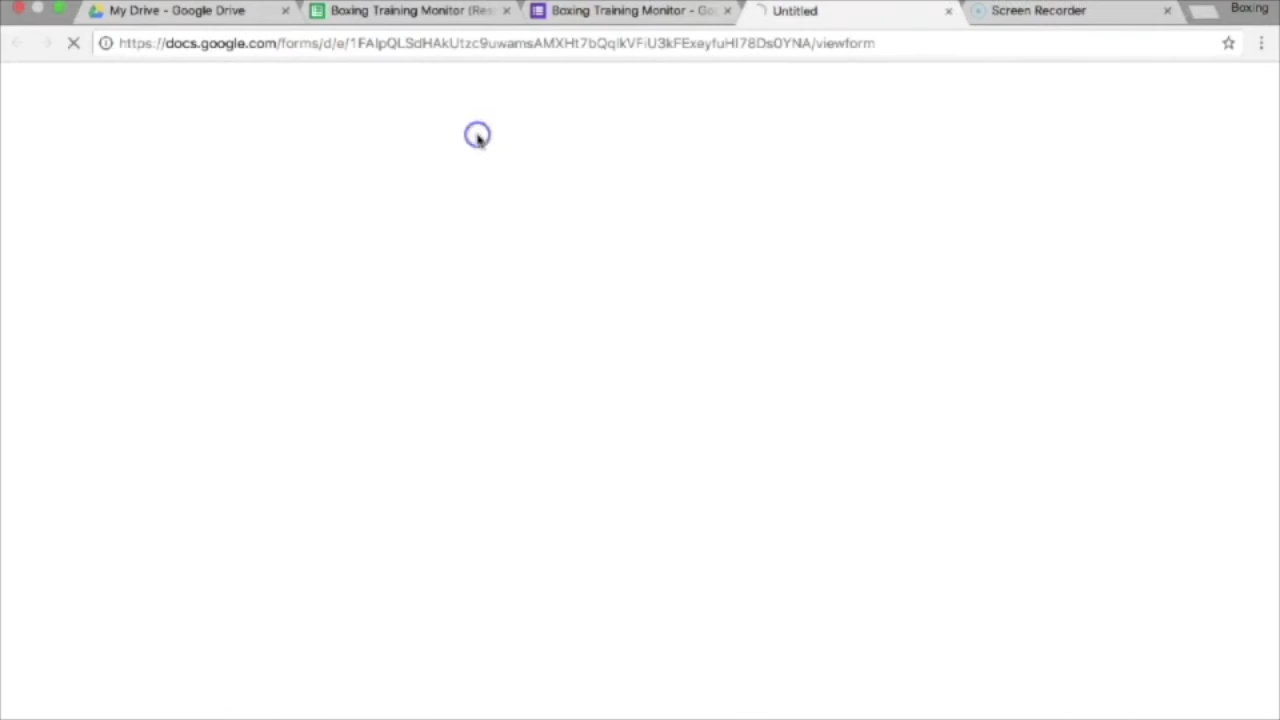 My Drive - Google Drive
Boxing Training Monitor (Res
Boxing Training Monitor - Go
Untitled
Screen Recorder
Boxing
https://docs.google.com/forms/d/e/1FAIpQLSdHAkUtzc9uwamsAMXHt7bQqlkVFiU3kFExeyfuHI78Ds0YNA/viewform